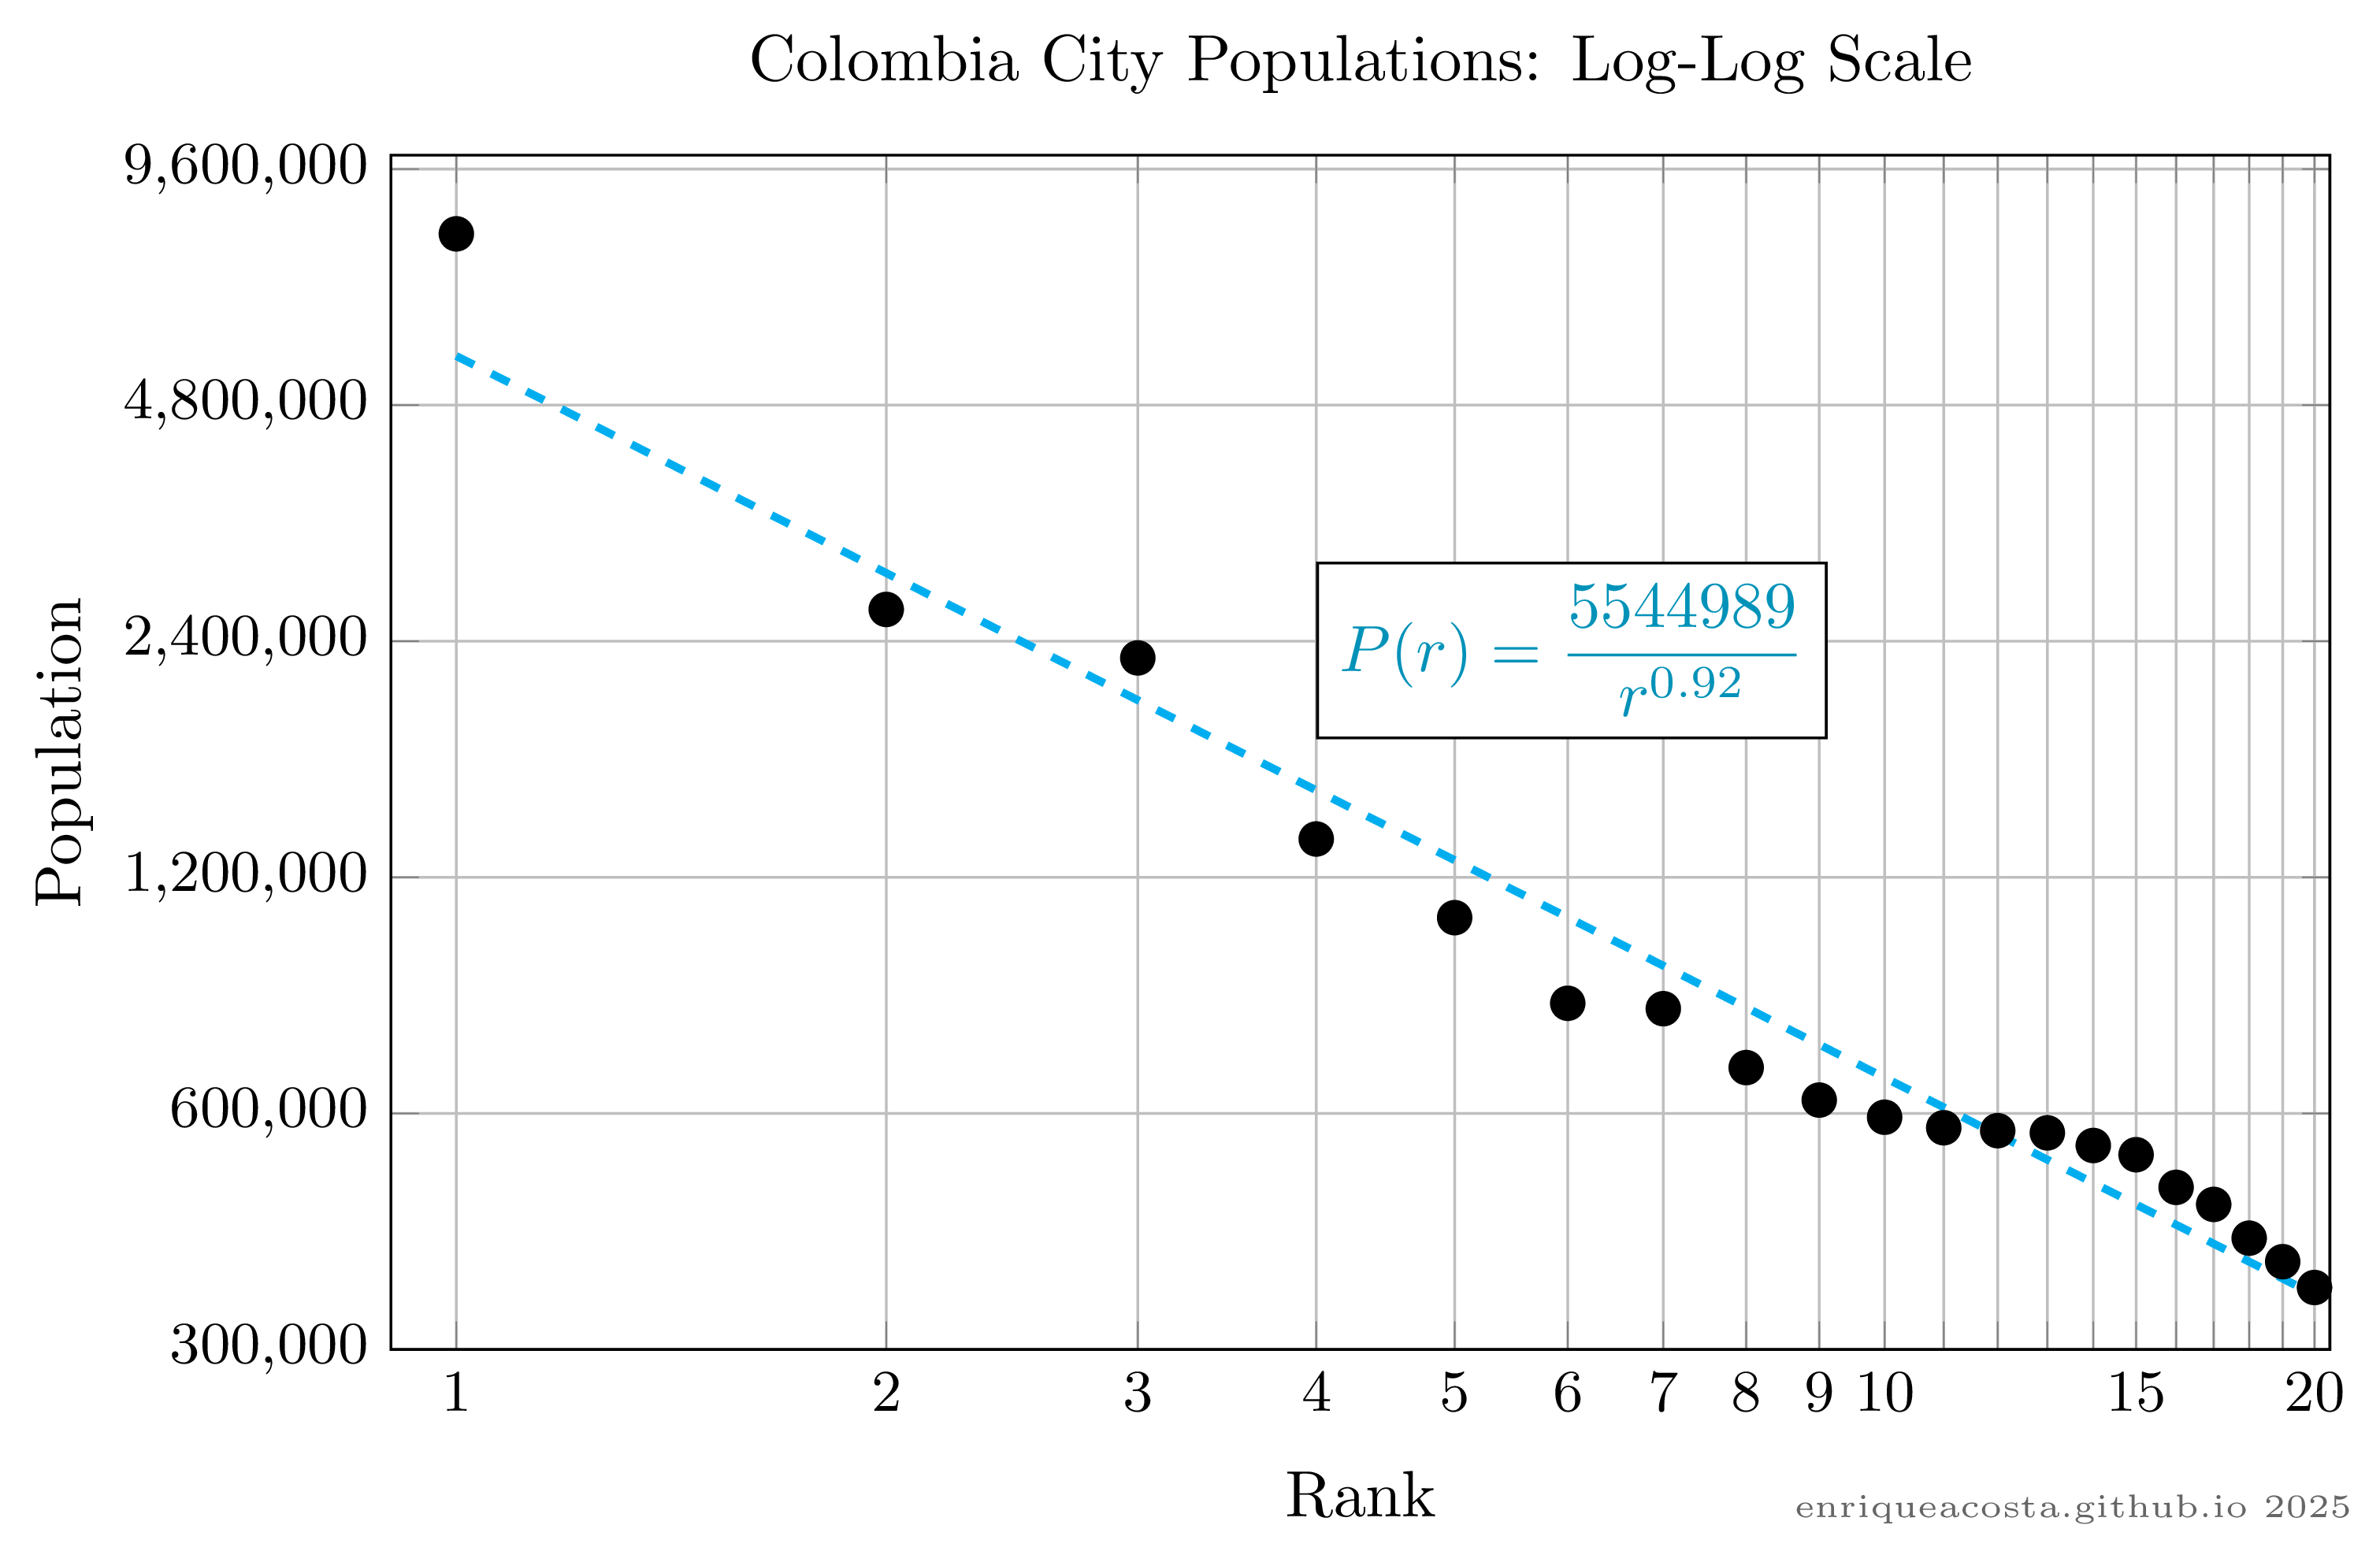 Colombia City Populations: Log-Log Scale
9,600,000
4,800,000
2,400,000
1,200,000
600,000
300,000
Population
P(r) = 5544989 / r^0.92
1 2 3 4 5 6 7 8 9 10 15 20
Rank
enriqueacosta.github.io 2025